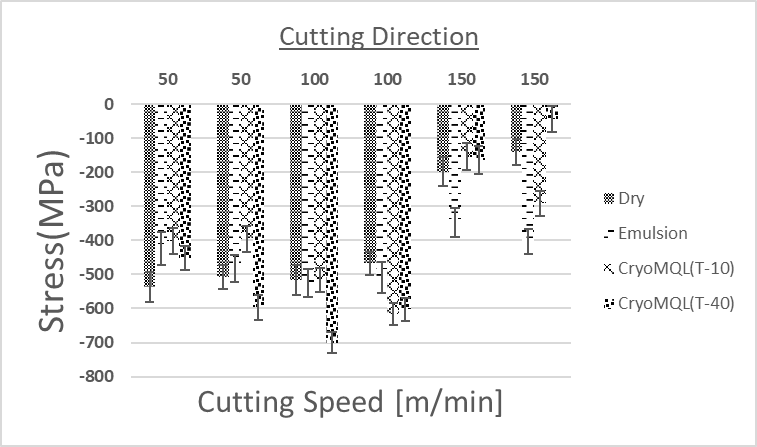 Cutting Direction
50 50 100 100 150 150
0
-100
-200
-300
-400
-500
-600
-700
-800
Stress(MPa)
Cutting Speed [m/min]
Dry
Emulsion
CryoMQL(T-10)
CryoMQL(T-40)